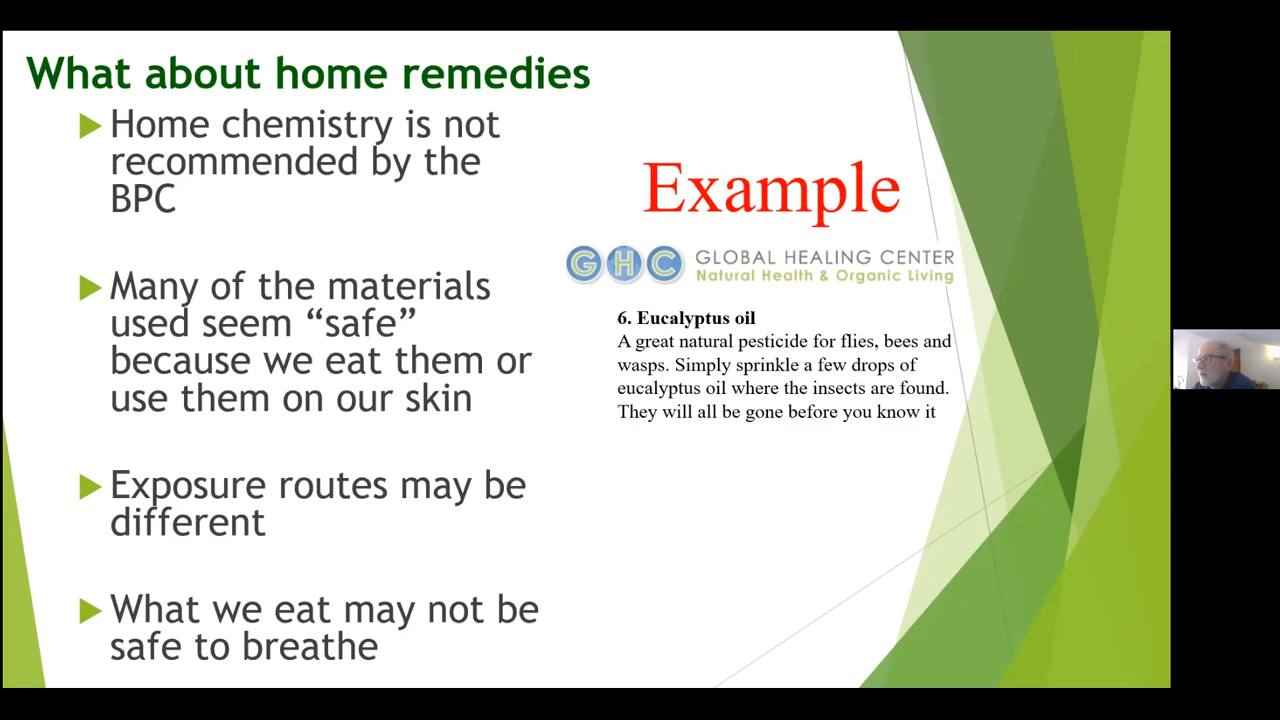 What about home remedies
Home chemistry is not
recommended by the
BPC
Many of the materials
used seem “safe”
because we eat them or
use them on our skin
Exposure routes may be
different
What we eat may not be
safe to breathe
Example
GHC GLOBAL HEALING CENTER
Natural Health & Organic Living
6. Eucalyptus oil
A great natural pesticide for flies, bees and
wasps. Simply sprinkle a few drops of
eucalyptus oil where the insects are found.
They will all be gone before you know it